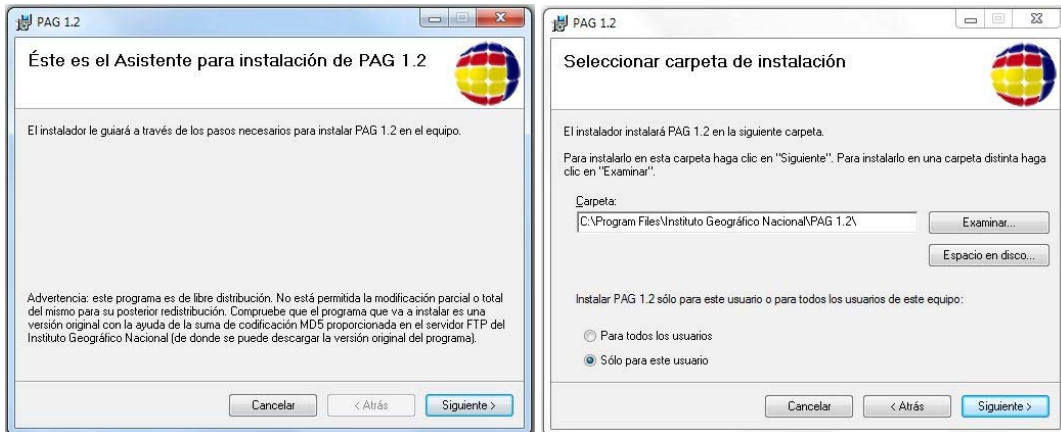 PAG 1.2
Éste es el Asistente para instalación de PAG 1.2
El instalador le guiará a través de los pasos necesarios para instalar PAG 1.2 en el equipo.
Advertencia: este programa es de libre distribución. No está permitida la modificación parcial o total
del mismo para su posterior redistribución. Compruebe que el programa que va a instalar es una
versión original con la ayuda de la suma de codificación MD5 proporcionada en el servidor FTP del
Instituto Geográfico Nacional (de donde se puede descargar la versión original del programa).
Cancelar
< Atrás
Siguiente >
PAG 1.2
Seleccionar carpeta de instalación
El instalador instalará PAG 1.2 en la siguiente carpeta.
Para instalarlo en esta carpeta haga clic en "Siguiente". Para instalarlo en una carpeta distinta haga
clic en "Examinar".
Carpeta:
C:\Program Files\Instituto Geográfico Nacional\PAG 1.2\
Examinar...
Espacio en disco...
Instalar PAG 1.2 sólo para este usuario o para todos los usuarios de este equipo:
Para todos los usuarios
Sólo para este usuario
Cancelar
< Atrás
Siguiente >